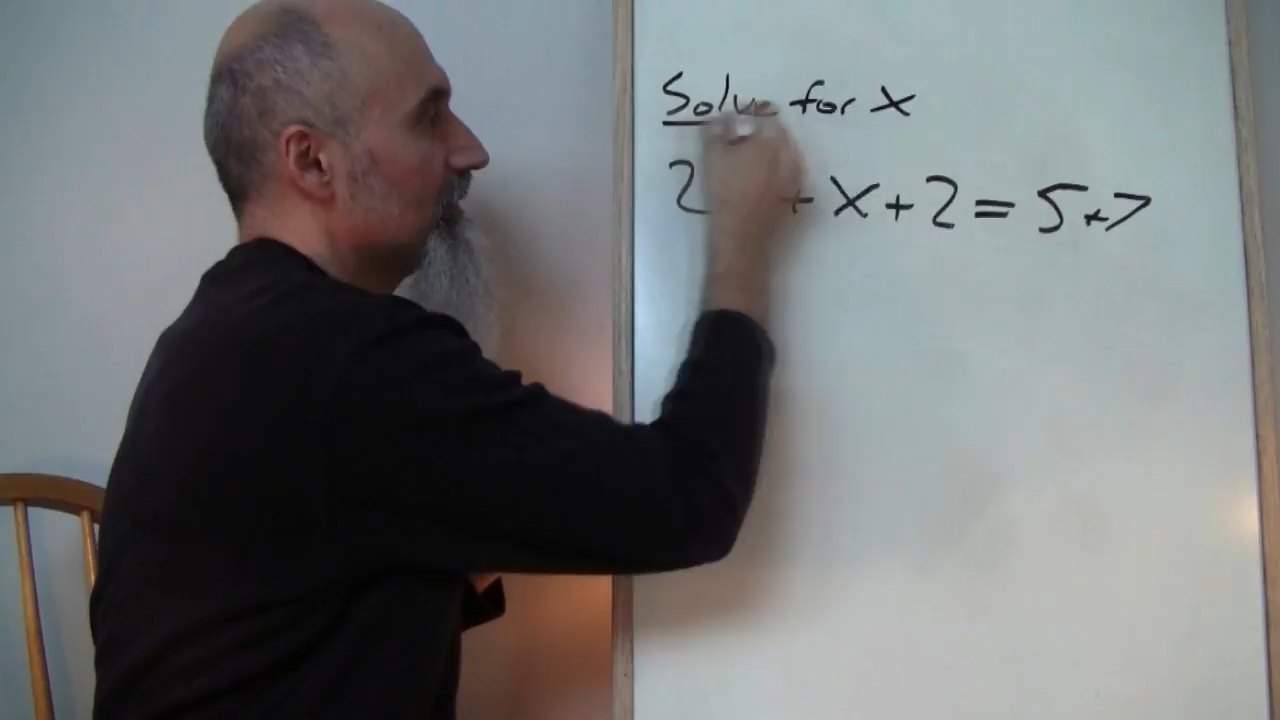 Solve for x
2 + x + 2 = 5 + 7